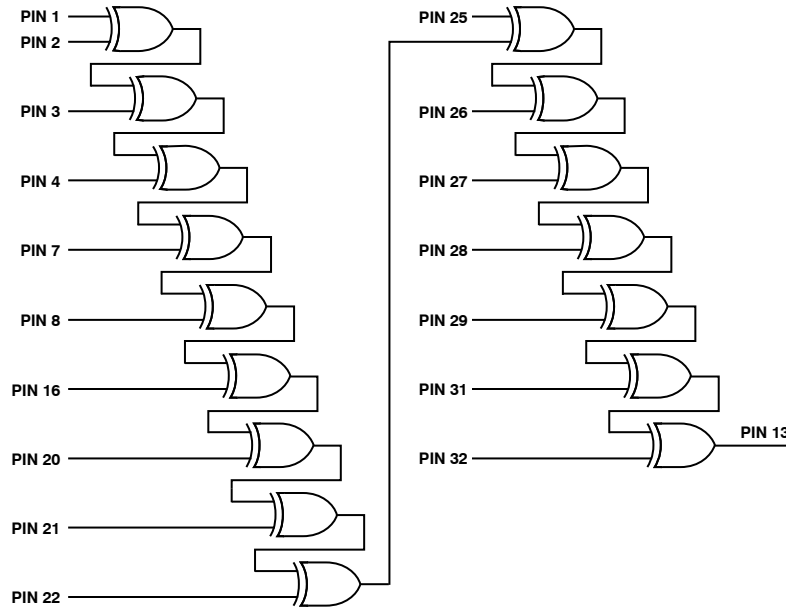 PIN 1
PIN 2
PIN 3
PIN 4
PIN 7
PIN 8
PIN 16
PIN 20
PIN 21
PIN 22
PIN 25
PIN 26
PIN 27
PIN 28
PIN 29
PIN 31
PIN 32
PIN 13